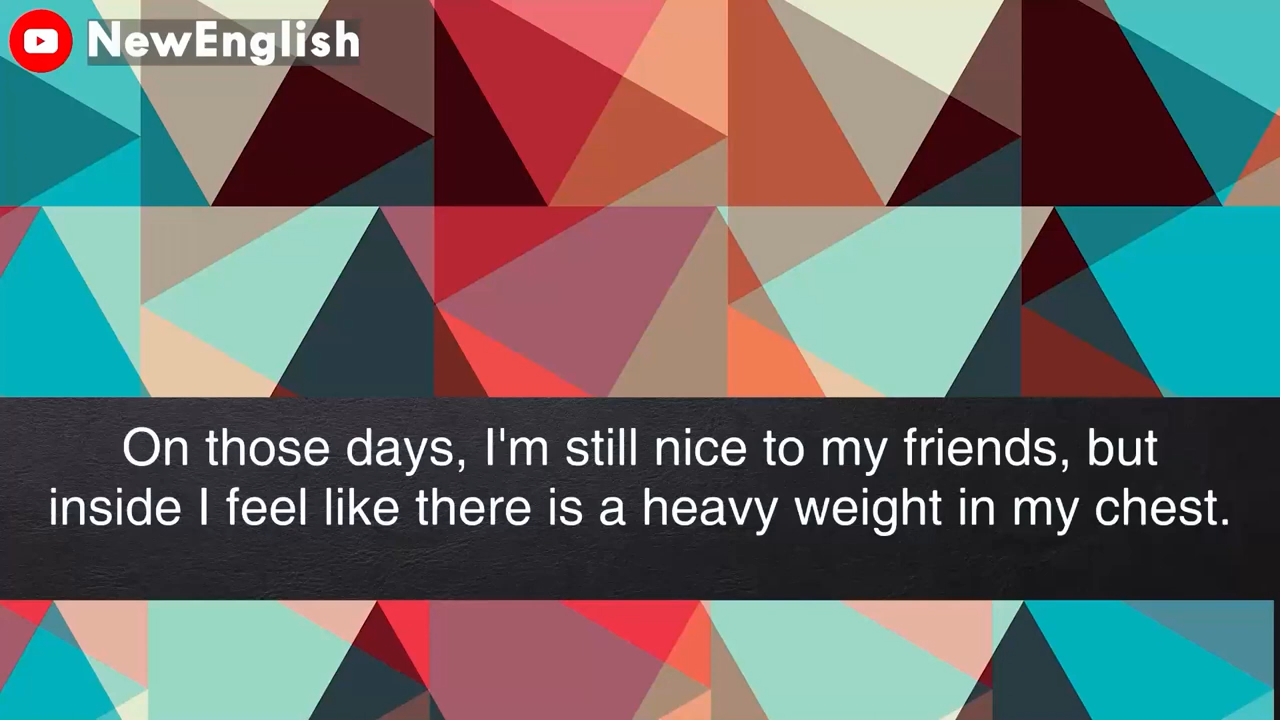 NewEnglish
On those days, I'm still nice to my friends, but
inside I feel like there is a heavy weight in my chest.